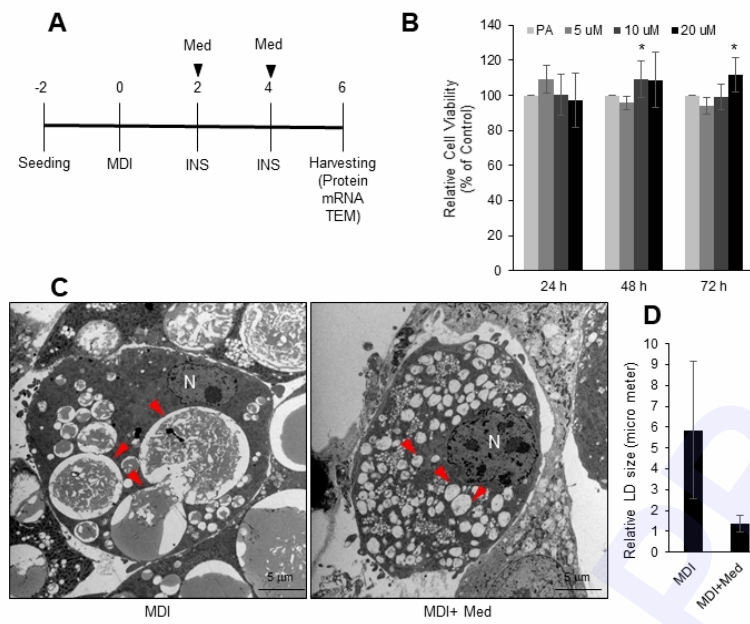 A
Med Med
-2 0 2 4 6
Seeding MDI INS INS Harvesting
(Protein
mRNA
TEM)
B
PA 5 uM 10 uM 20 uM
Relative Cell Viability
(% of Control)
140
120
100
80
60
40
20
0
* *
24 h 48 h 72 h
C
N
5 μm
MDI
N
5 μm
MDI+ Med
D
Relative LD size (micro meter)
10
9
8
7
6
5
4
3
2
1
0
MDI
MDI+Med